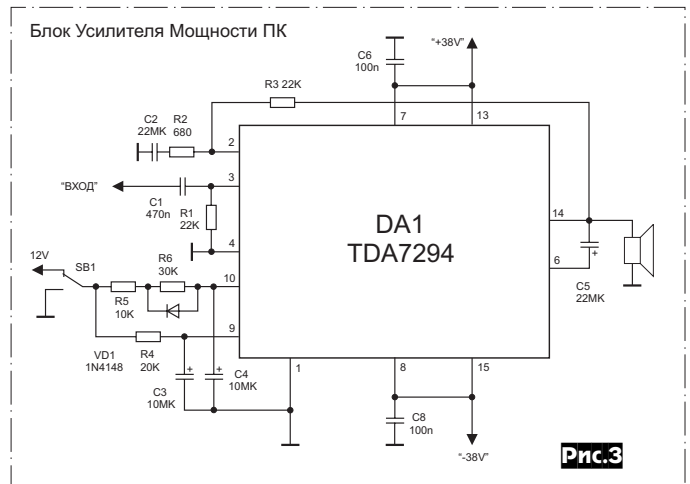 Блок Усилителя Мощности ПК
C6
100n
"+38V"
R3 22K
C2
22МК
R2
680
7
13
2
"ВХОД"
3
C1
470n
R1
22K
DA1
TDA7294
14
4
12V
SB1
R6
30K
10
6
R5
10K
C5
22МК
9
VD1
1N4148
R4
20K
1
8
15
C3
10МК
C4
10МК
C8
100n
"-38V"
Рис.3
+
+
+